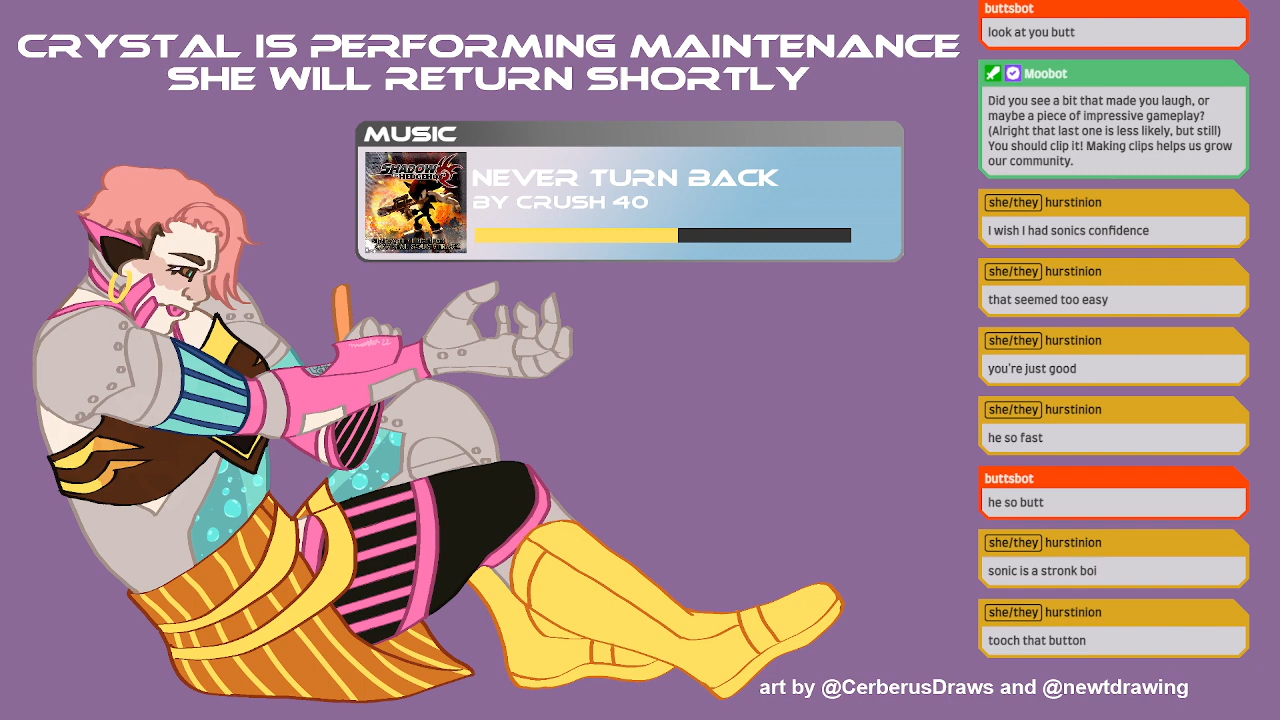 CRYSTAL IS PERFORMING MAINTENANCE
SHE WILL RETURN SHORTLY
MUSIC
SHADOW
NEVER TURN BACK
BY CRUSH 40
buttsbot
look at you butt
Moobot
Did you see a bit that made you laugh, or
maybe a piece of impressive gameplay?
(Alright that last one is less likely, but still)
You should clip it! Making clips helps us grow
our community.
she/they hurstinion
I wish I had sonics confidence
she/they hurstinion
that seemed too easy
she/they hurstinion
you're just good
she/they hurstinion
he so fast
buttsbot
he so butt
she/they hurstinion
sonic is a stronk boi
she/they hurstinion
tooch that button
art by @CerberusDraws and @newtdrawing